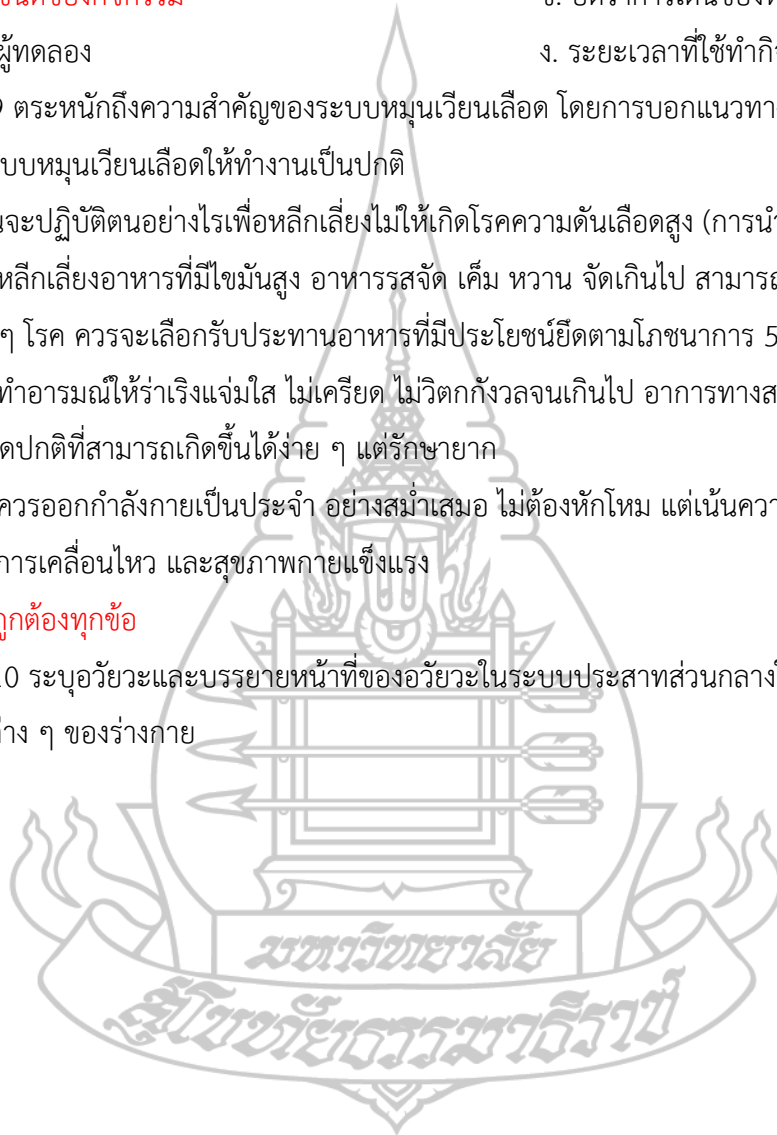 ผู้ทดลอง ง. ระยะเวลาที่ใช้ทำกิ
9 ตระหนักถึงความสำคัญของระบบหมุนเวียนเลือด โดยการบอกแนวทา
บบหมุนเวียนเลือดให้ทำงานเป็นปกติ
นจะปฏิบัติตนอย่างไรเพื่อหลีกเลี่ยงไม่ให้เกิดโรคความดันเลือดสูง (การนำ
หลีกเลี่ยงอาหารที่มีไขมันสูง อาหารรสจัด เค็ม หวาน จัดเกินไป สามารถ
ๆ โรค ควรจะเลือกรับประทานอาหารที่มีประโยชน์ยึดตามโภชนาการ 5
ทำอารมณ์ให้ร่าเริงแจ่มใส ไม่เครียด ไม่วิตกกังวลจนเกินไป อาการทางส
ดปกติที่สามารถเกิดขึ้นได้ง่าย ๆ แต่รักษายาก
ควรออกกำลังกายเป็นประจำ อย่างสม่ำเสมอ ไม่ต้องหักโหม แต่เน้นควา
การเคลื่อนไหว และสุขภาพกายแข็งแรง
ถูกต้องทุกข้อ
10 ระบุอวัยวะและบรรยายหน้าที่ของอวัยวะในระบบประสาทส่วนกลางใ
ต่าง ๆ ของร่างกาย
มหาวิทยาลัย
สุโขทัยธรรมาธิราช